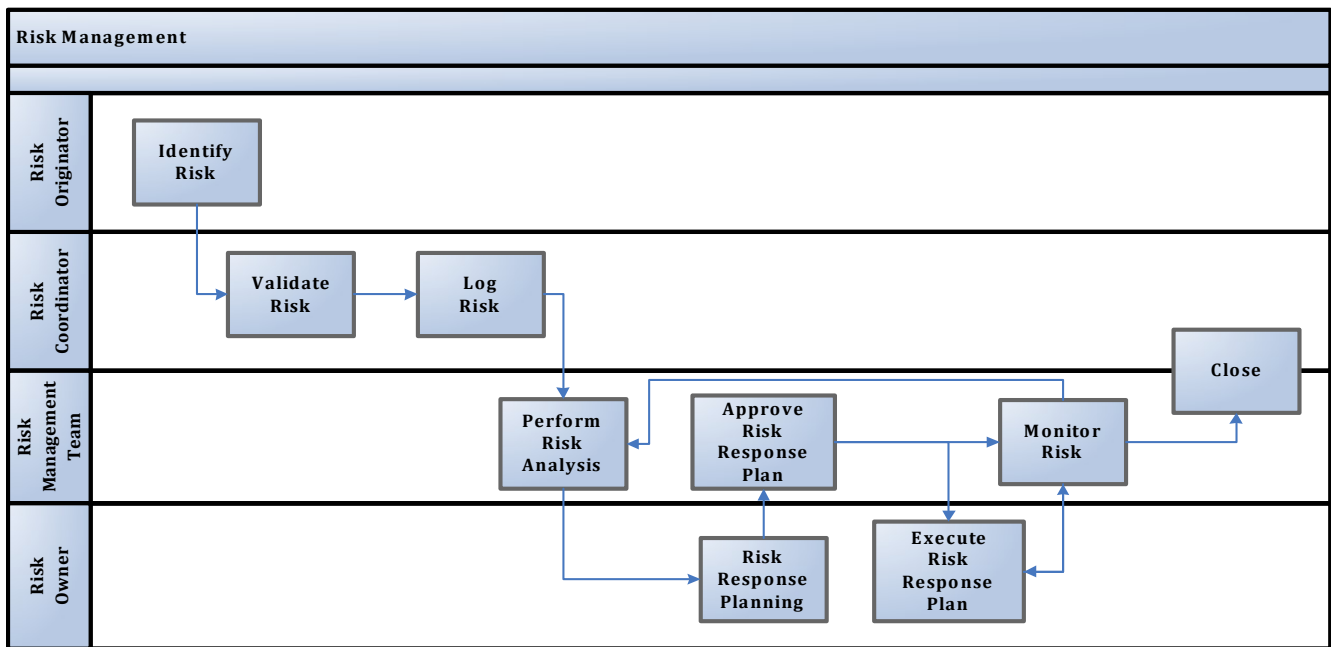 Risk Management
Risk
Originator
Identify
Risk
Risk
Coordinator
Validate
Risk
Log
Risk
Close
Risk
Management
Team
Perform
Risk
Analysis
Approve
Risk
Response
Plan
Monitor
Risk
Risk
Owner
Risk
Response
Planning
Execute
Risk
Response
Plan